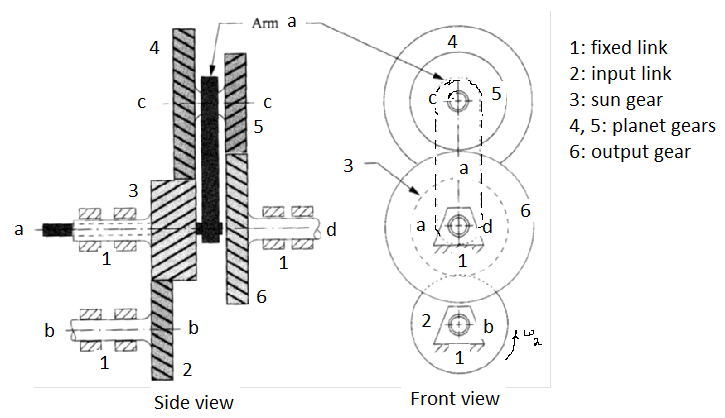 Arm a
4
c
c
5
3
a
d
1
1
6
b
b
1
2
Side view
4
c
5
3
a
a
d
6
1
2
b
1
ω2
Front view
1: fixed link
2: input link
3: sun gear
4, 5: planet gears
6: output gear